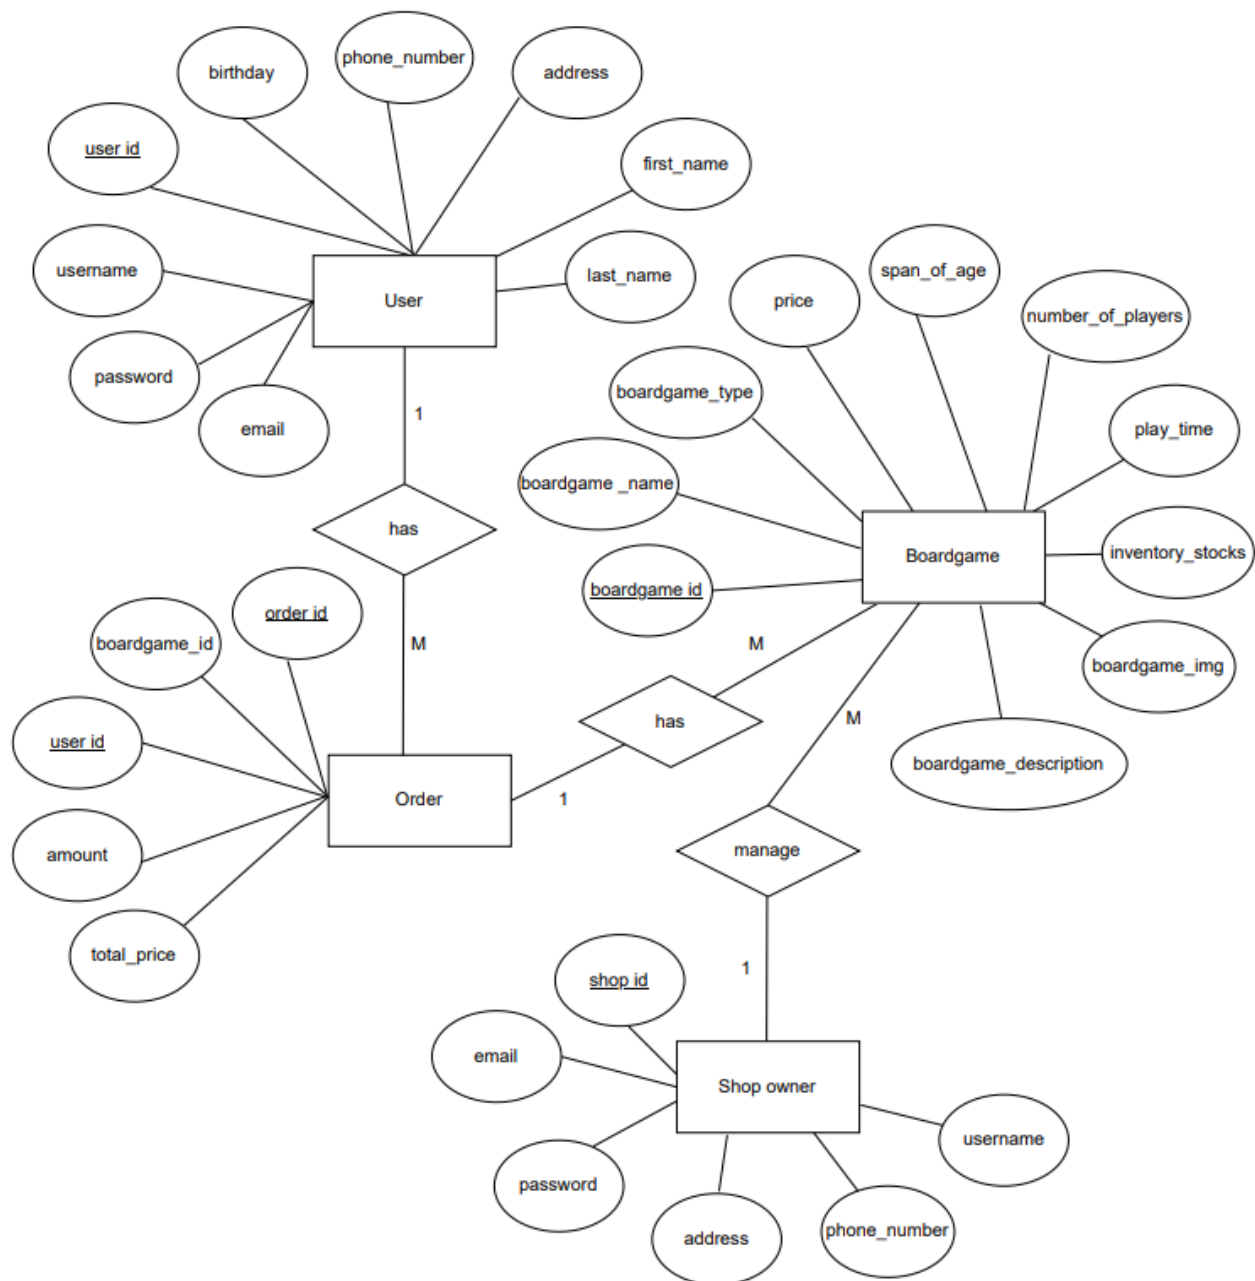 phone_number
birthday
address
user id
first_name
username
User
last_name
password
email
1
has
M
span_of_age
price
number_of_players
boardgame_type
play_time
boardgame _name
Boardgame
inventory_stocks
boardgame id
boardgame_img
boardgame_description
order id
boardgame_id
user id
Order
amount
total_price
M
has
1
M
manage
1
shop id
email
Shop owner
username
password
address
phone_number